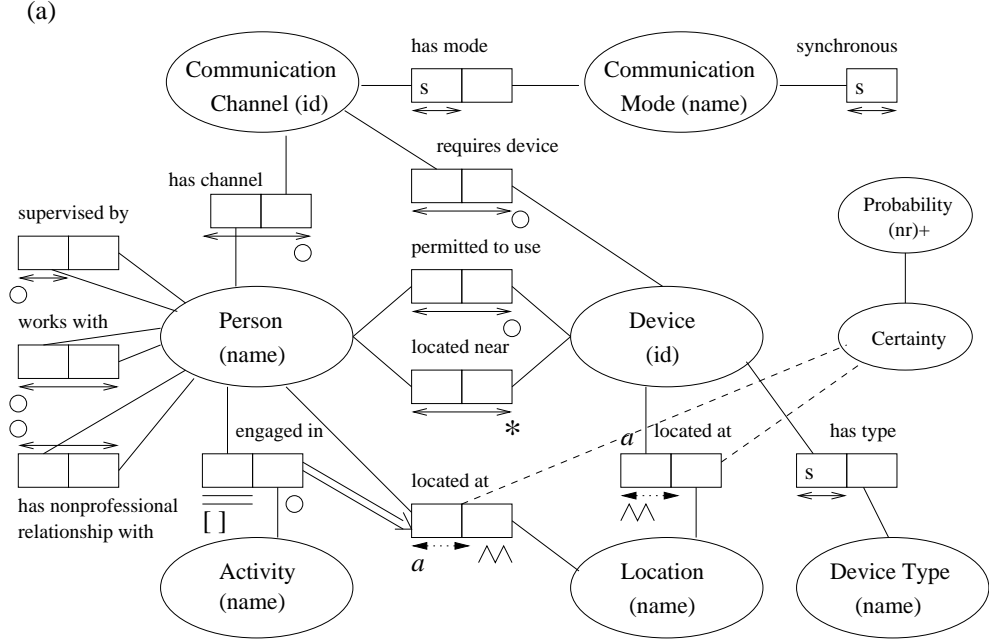 (a)
has mode
synchronous
Communication
Channel (id)
s
Communication
Mode (name)
s
requires device
has channel
Probability
(nr)+
supervised by
permitted to use
Person
(name)
Device
(id)
works with
located near
Certainty
*
engaged in
a
located at
has type
located at
s
has nonprofessional
relationship with
[ ]
a
Activity
(name)
Location
(name)
Device Type
(name)